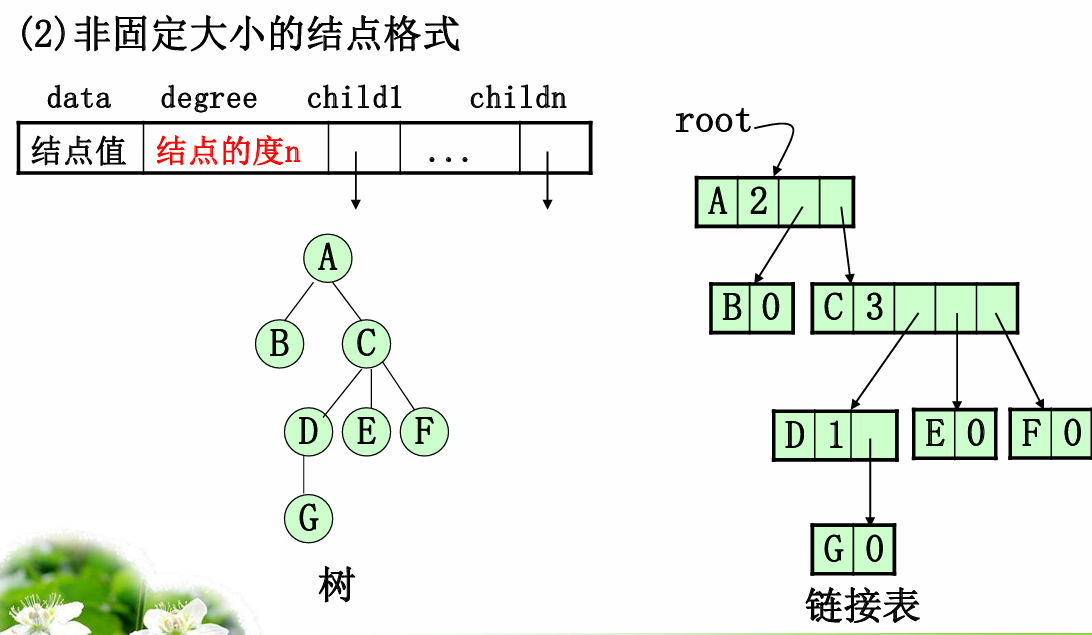 (2)非固定大小的结点格式
data degree child1 childn
结点值 结点的度n ...
root
A 2
B 0 C 3
D 1 E 0 F 0
G 0
链接表
A
B C
D E F
G
树